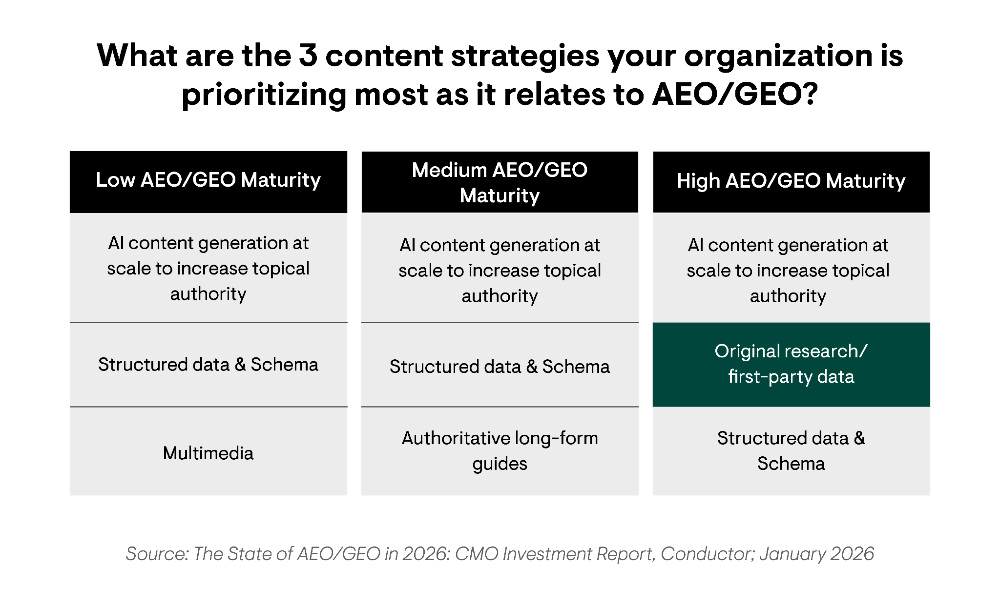 What are the 3 content strategies your organization is
prioritizing most as it relates to AEO/GEO?
Low AEO/GEO Maturity
AI content generation at
scale to increase topical
authority
Structured data & Schema
Multimedia
Medium AEO/GEO
Maturity
AI content generation at
scale to increase topical
authority
Structured data & Schema
Authoritative long-form
guides
High AEO/GEO Maturity
AI content generation at
scale to increase topical
authority
Original research/
first-party data
Structured data &
Schema
Source: The State of AEO/GEO in 2026: CMO Investment Report, Conductor; January 2026